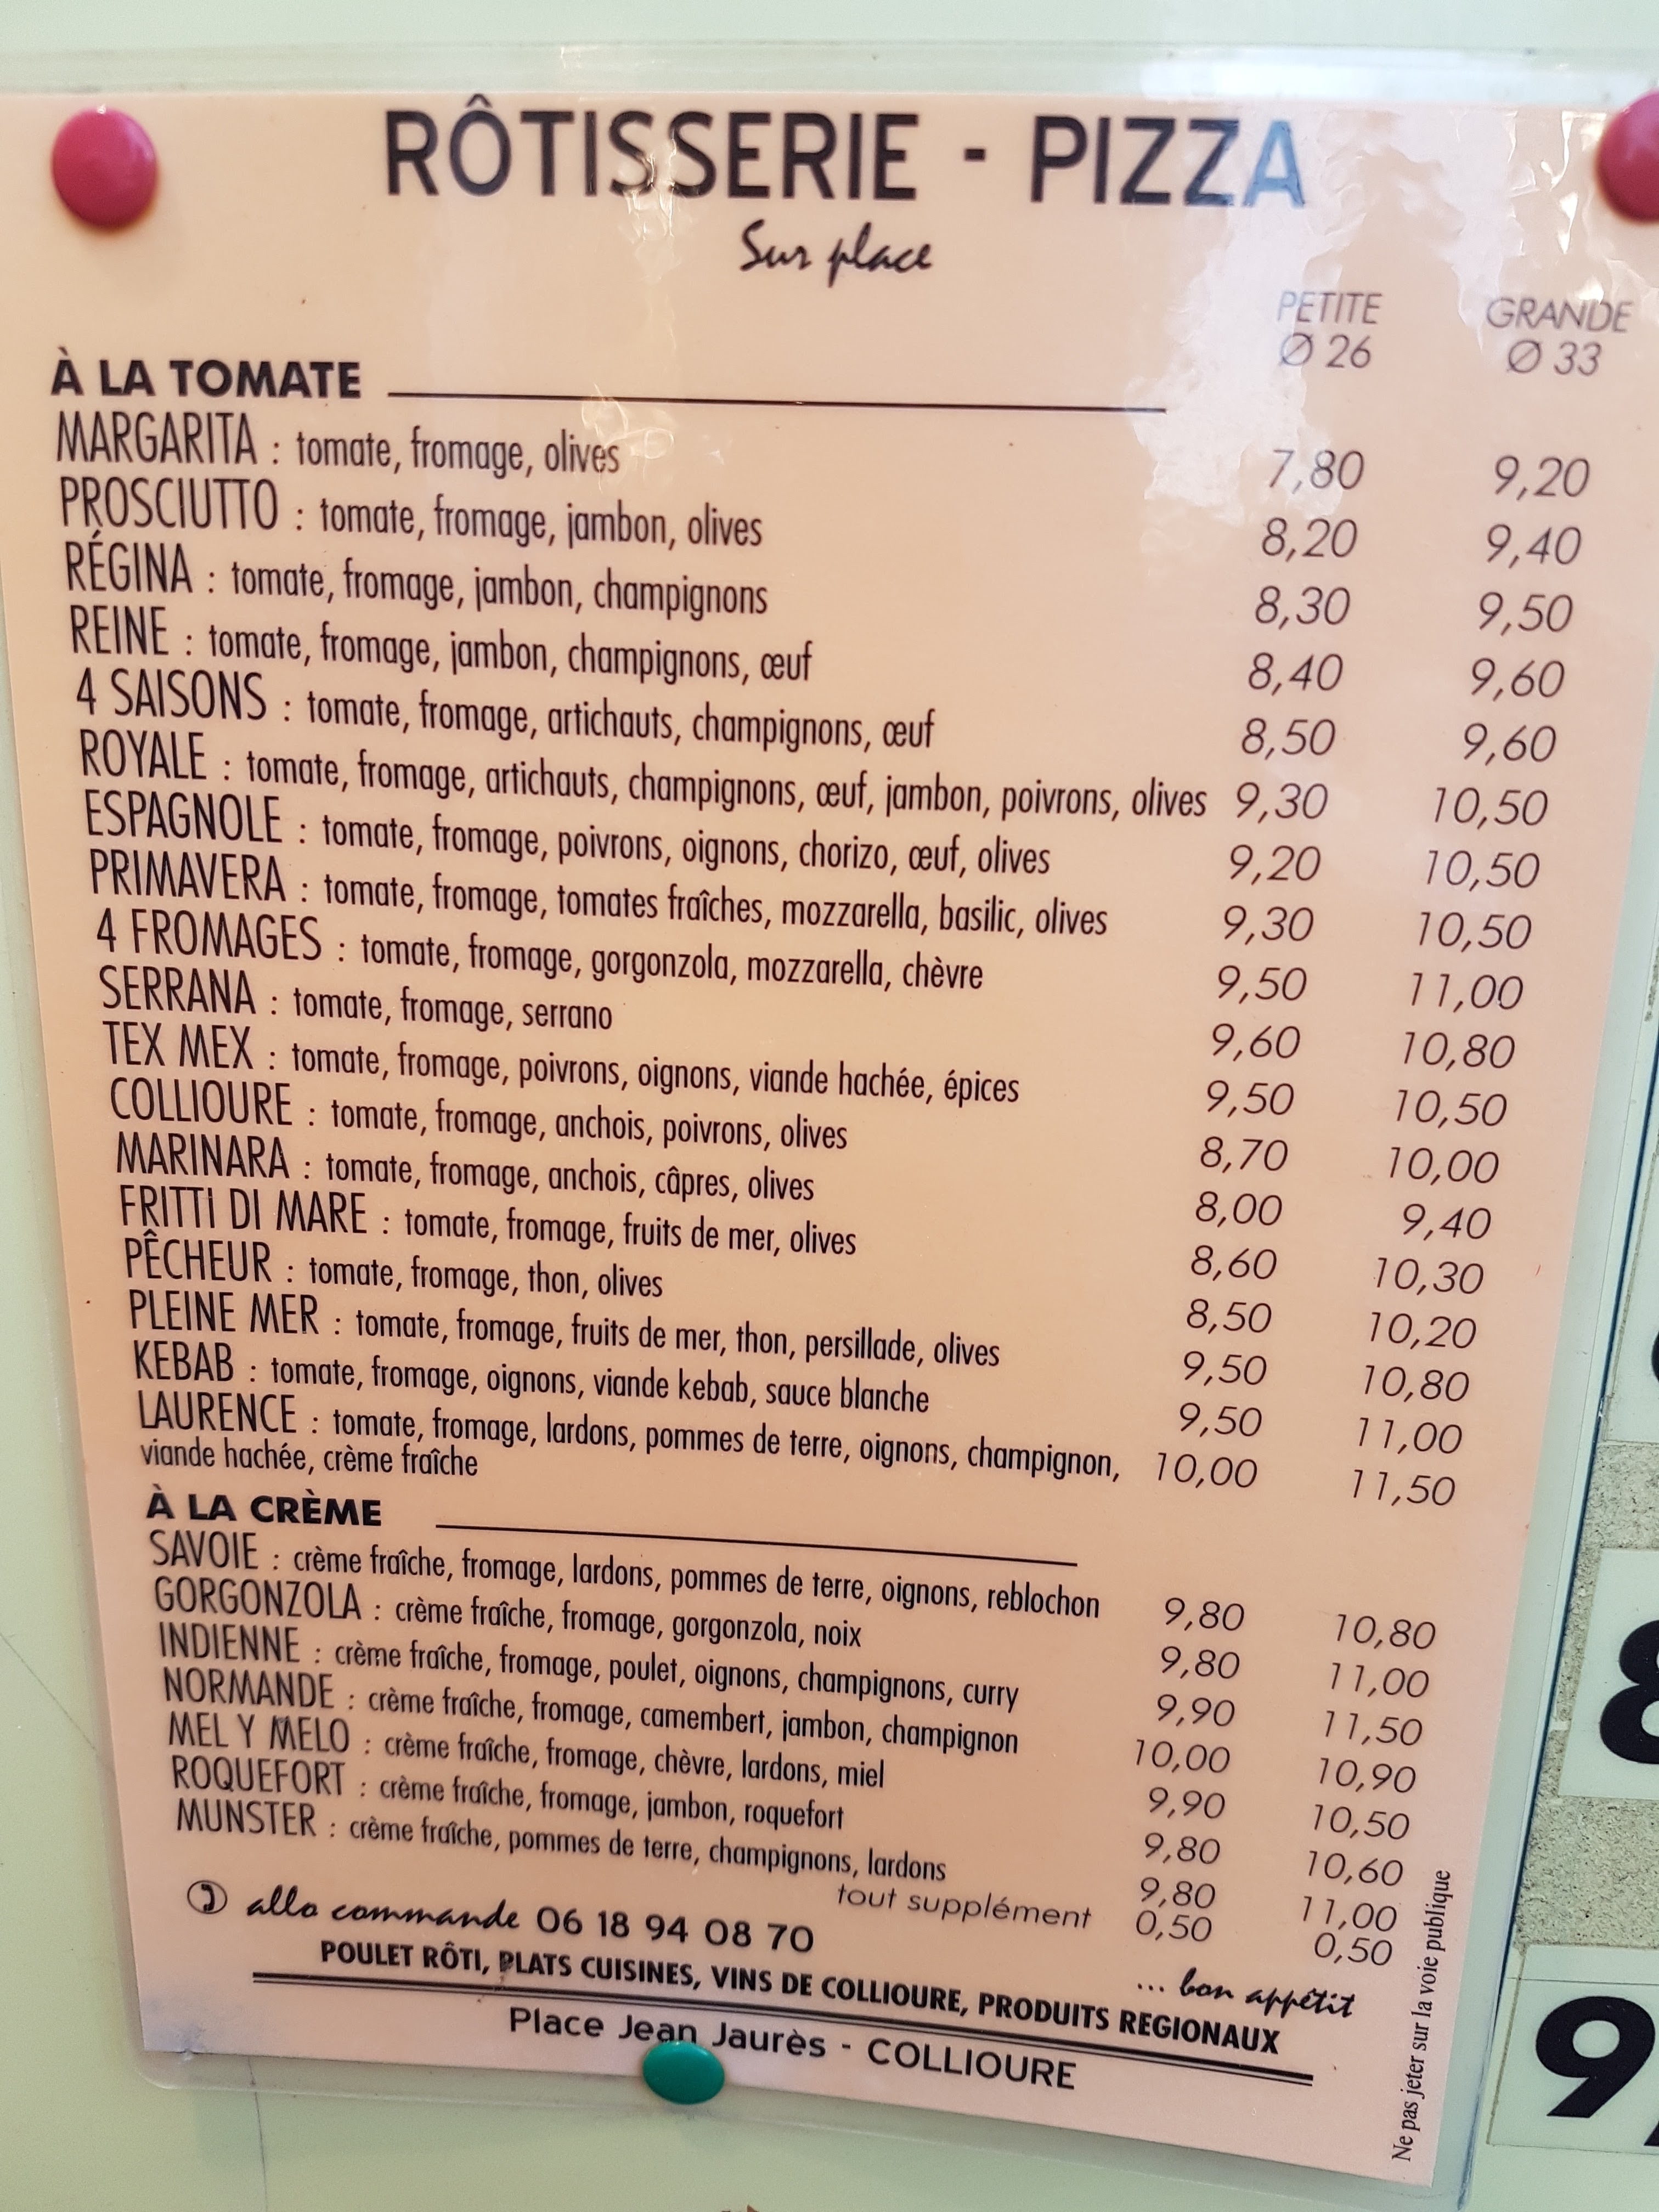 RÔTISSERIE - PIZZA
Sur place
PETITE GRANDE
Ø 26 Ø 33
À LA TOMATE
MARGARITA : tomate, fromage, olives 7,80 9,20
PROSCIUTTO : tomate, fromage, jambon, olives 8,20 9,40
RÉGINA : tomate, fromage, jambon, champignons 8,30 9,50
REINE : tomate, fromage, jambon, champignons, œuf 8,40 9,60
4 SAISONS : tomate, fromage, artichauts, champignons, œuf 8,50 9,60
ROYALE : tomate, fromage, artichauts, champignons, œuf, jambon, poivrons, olives 9,30 10,50
ESPAGNOLE : tomate, fromage, poivrons, oignons, chorizo, œuf, olives 9,20 10,50
PRIMAVERA : tomate, fromage, tomates fraîches, mozzarella, basilic, olives 9,30 10,50
4 FROMAGES : tomate, fromage, gorgonzola, mozzarella, chèvre 9,50 11,00
SERRANA : tomate, fromage, serrano 9,60 10,80
TEX MEX : tomate, fromage, poivrons, oignons, viande hachée, épices 9,50 10,50
COLLIOURE : tomate, fromage, anchois, poivrons, olives 8,70 10,00
MARINARA : tomate, fromage, anchois, câpres, olives 8,00 9,40
FRITTI DI MARE : tomate, fromage, fruits de mer, olives 8,60 10,30
PÊCHEUR : tomate, fromage, thon, olives 8,50 10,20
PLEINE MER : tomate, fromage, fruits de mer, thon, persillade, olives 9,50 10,80
KEBAB : tomate, fromage, oignons, viande kebab, sauce blanche 9,50 11,00
LAURENCE : tomate, fromage, lardons, pommes de terre, oignons, champignon, 10,00 11,50
viande hachée, crème fraîche
À LA CRÈME
SAVOIE : crème fraîche, fromage, lardons, pommes de terre, oignons, reblochon 9,80 10,80
GORGONZOLA : crème fraîche, fromage, gorgonzola, noix 9,80 11,00
INDIENNE : crème fraîche, fromage, poulet, oignons, champignons, curry 9,90 11,50
NORMANDE : crème fraîche, fromage, camembert, jambon, champignon 10,00 10,90
MEL Y MELO : crème fraîche, fromage, chèvre, lardons, miel 9,90 10,50
ROQUEFORT : crème fraîche, fromage, jambon, roquefort 9,80 10,60
MUNSTER : crème fraîche, pommes de terre, champignons, lardons 9,80 11,00
tout supplément 0,50 0,50
allo commande 06 18 94 08 70
... bon appétit
POULET RÔTI, PLATS CUISINES, VINS DE COLLIOURE, PRODUITS REGIONAUX
Place Jean Jaurès - COLLIOURE
Ne pas jeter sur la voie publique
8
9,